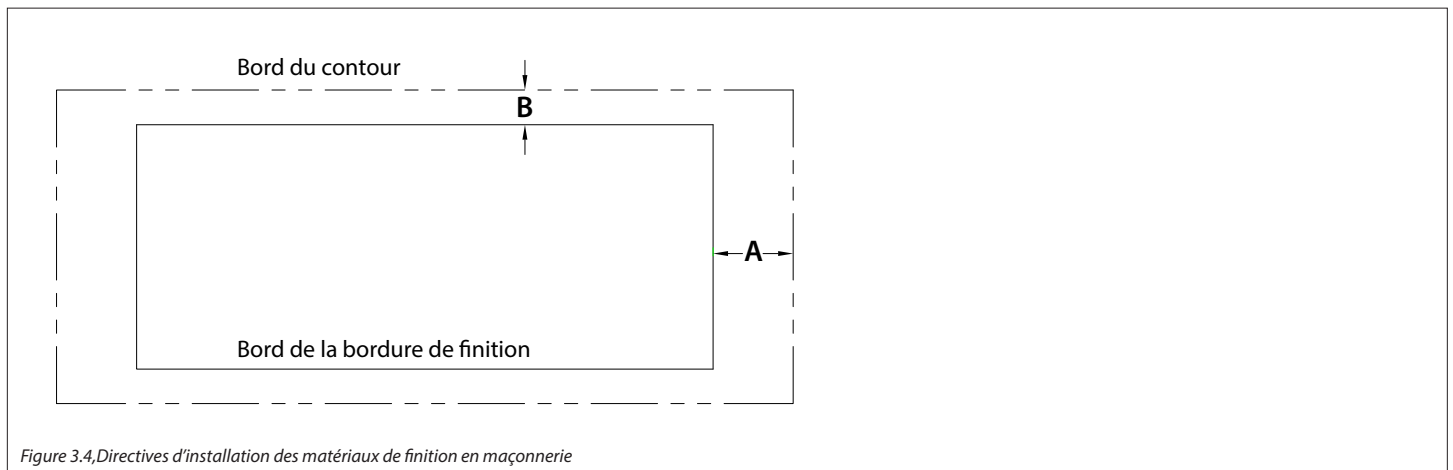 Bord du contour
B
A
Bord de la bordure de finition
Figure 3.4,Directives d'installation des matériaux de finition en maçonnerie